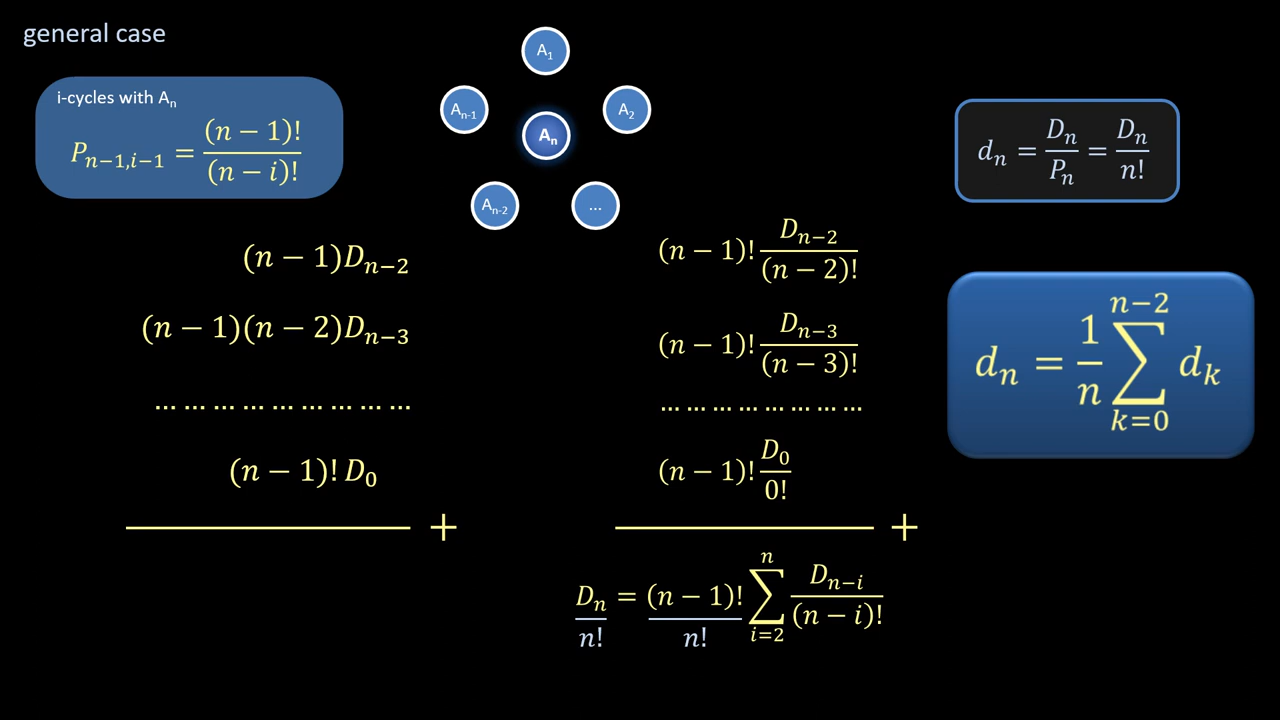 general case
i-cycles with Aₙ
Pₙ₋₁,ᵢ₋₁ = (n − 1)! / (n − i)!
A₁
Aₙ₋₁
A₂
Aₙ
Aₙ₋₂
...
dₙ = Dₙ / Pₙ = Dₙ / n!
(n − 1)Dₙ₋₂
(n − 1)(n − 2)Dₙ₋₃
... ... ... ... ... ... ... ... ...
(n − 1)! D₀
+
(n − 1)! Dₙ₋₂ / (n − 2)!
(n − 1)! Dₙ₋₃ / (n − 3)!
... ... ... ... ... ... ... ...
(n − 1)! D₀ / 0!
+
Dₙ / n! = (n − 1)! / n! ∑ᵢ₌₂ⁿ Dₙ₋ᵢ / (n − i)!
dₙ = 1/n ∑ₖ₌₀ⁿ⁻² dₖ